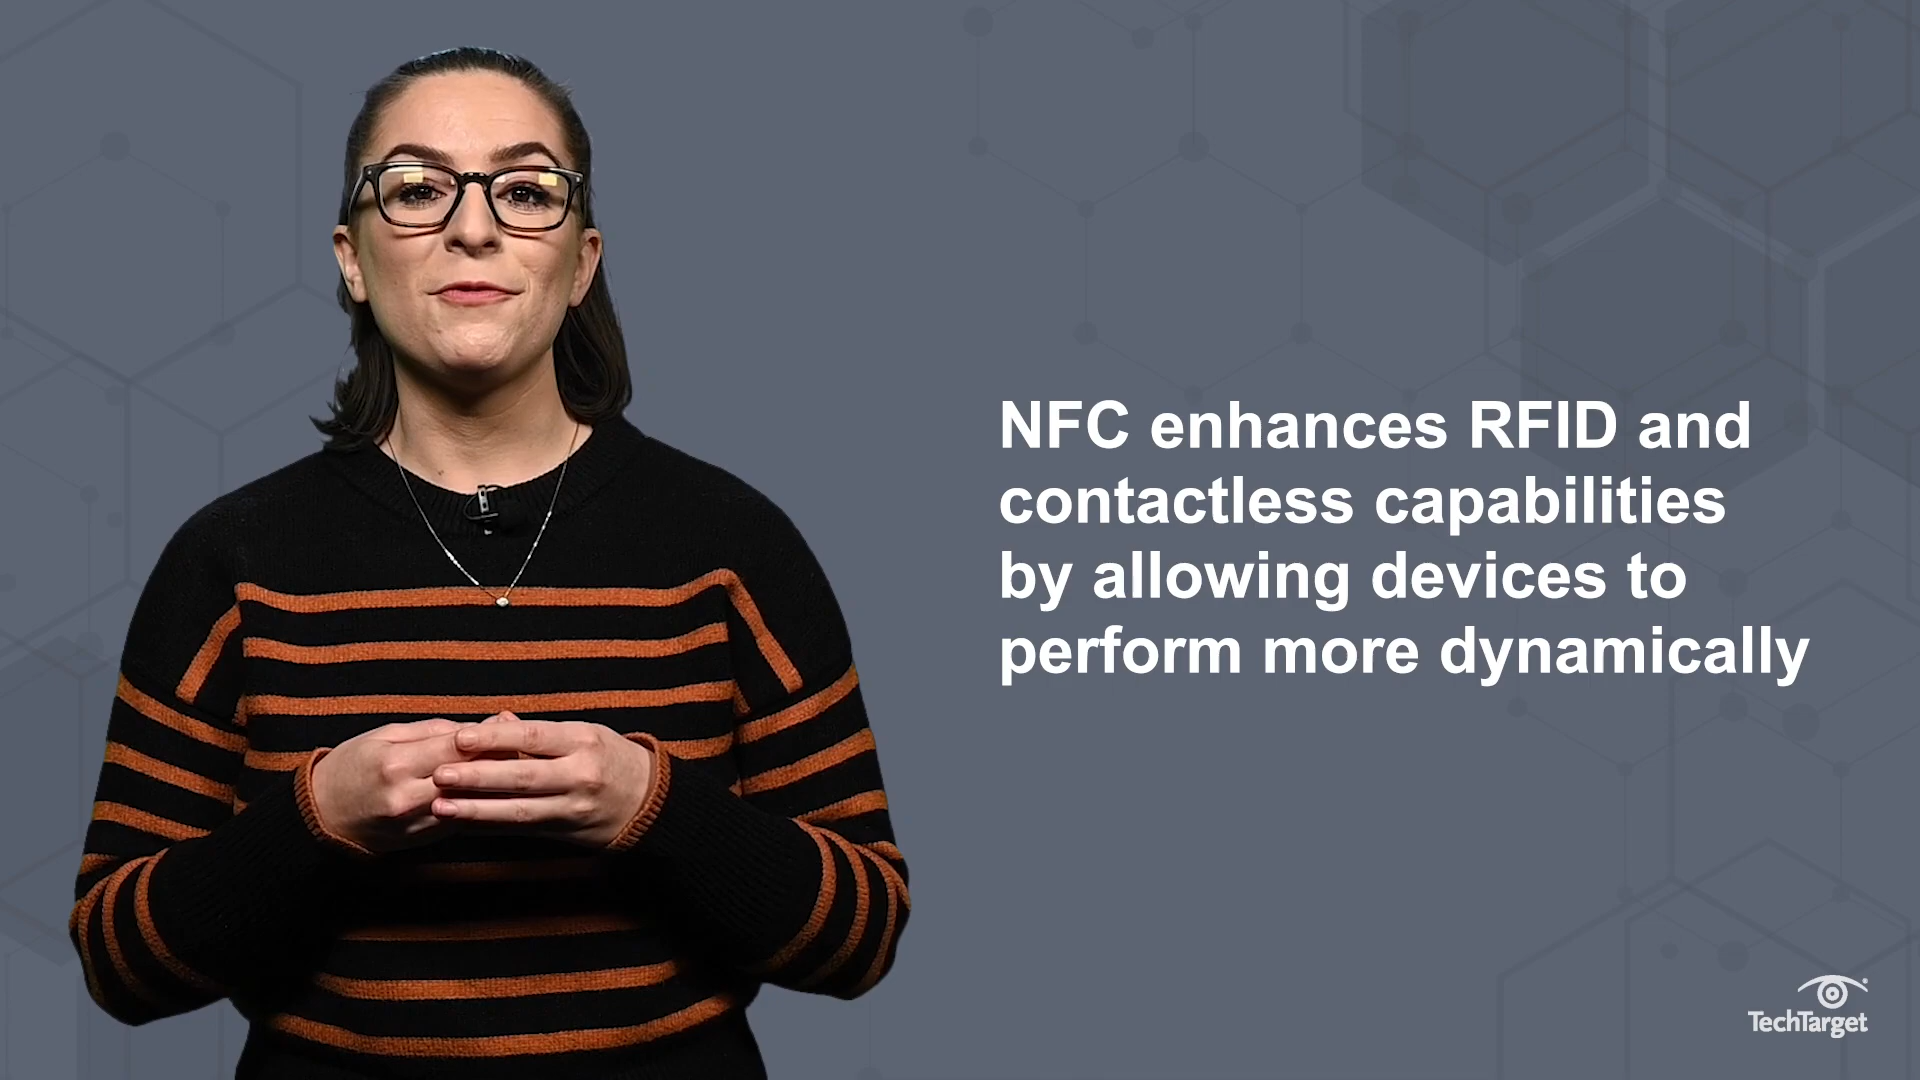 NFC enhances RFID and
contactless capabilities
by allowing devices to
perform more dynamically
TechTarget